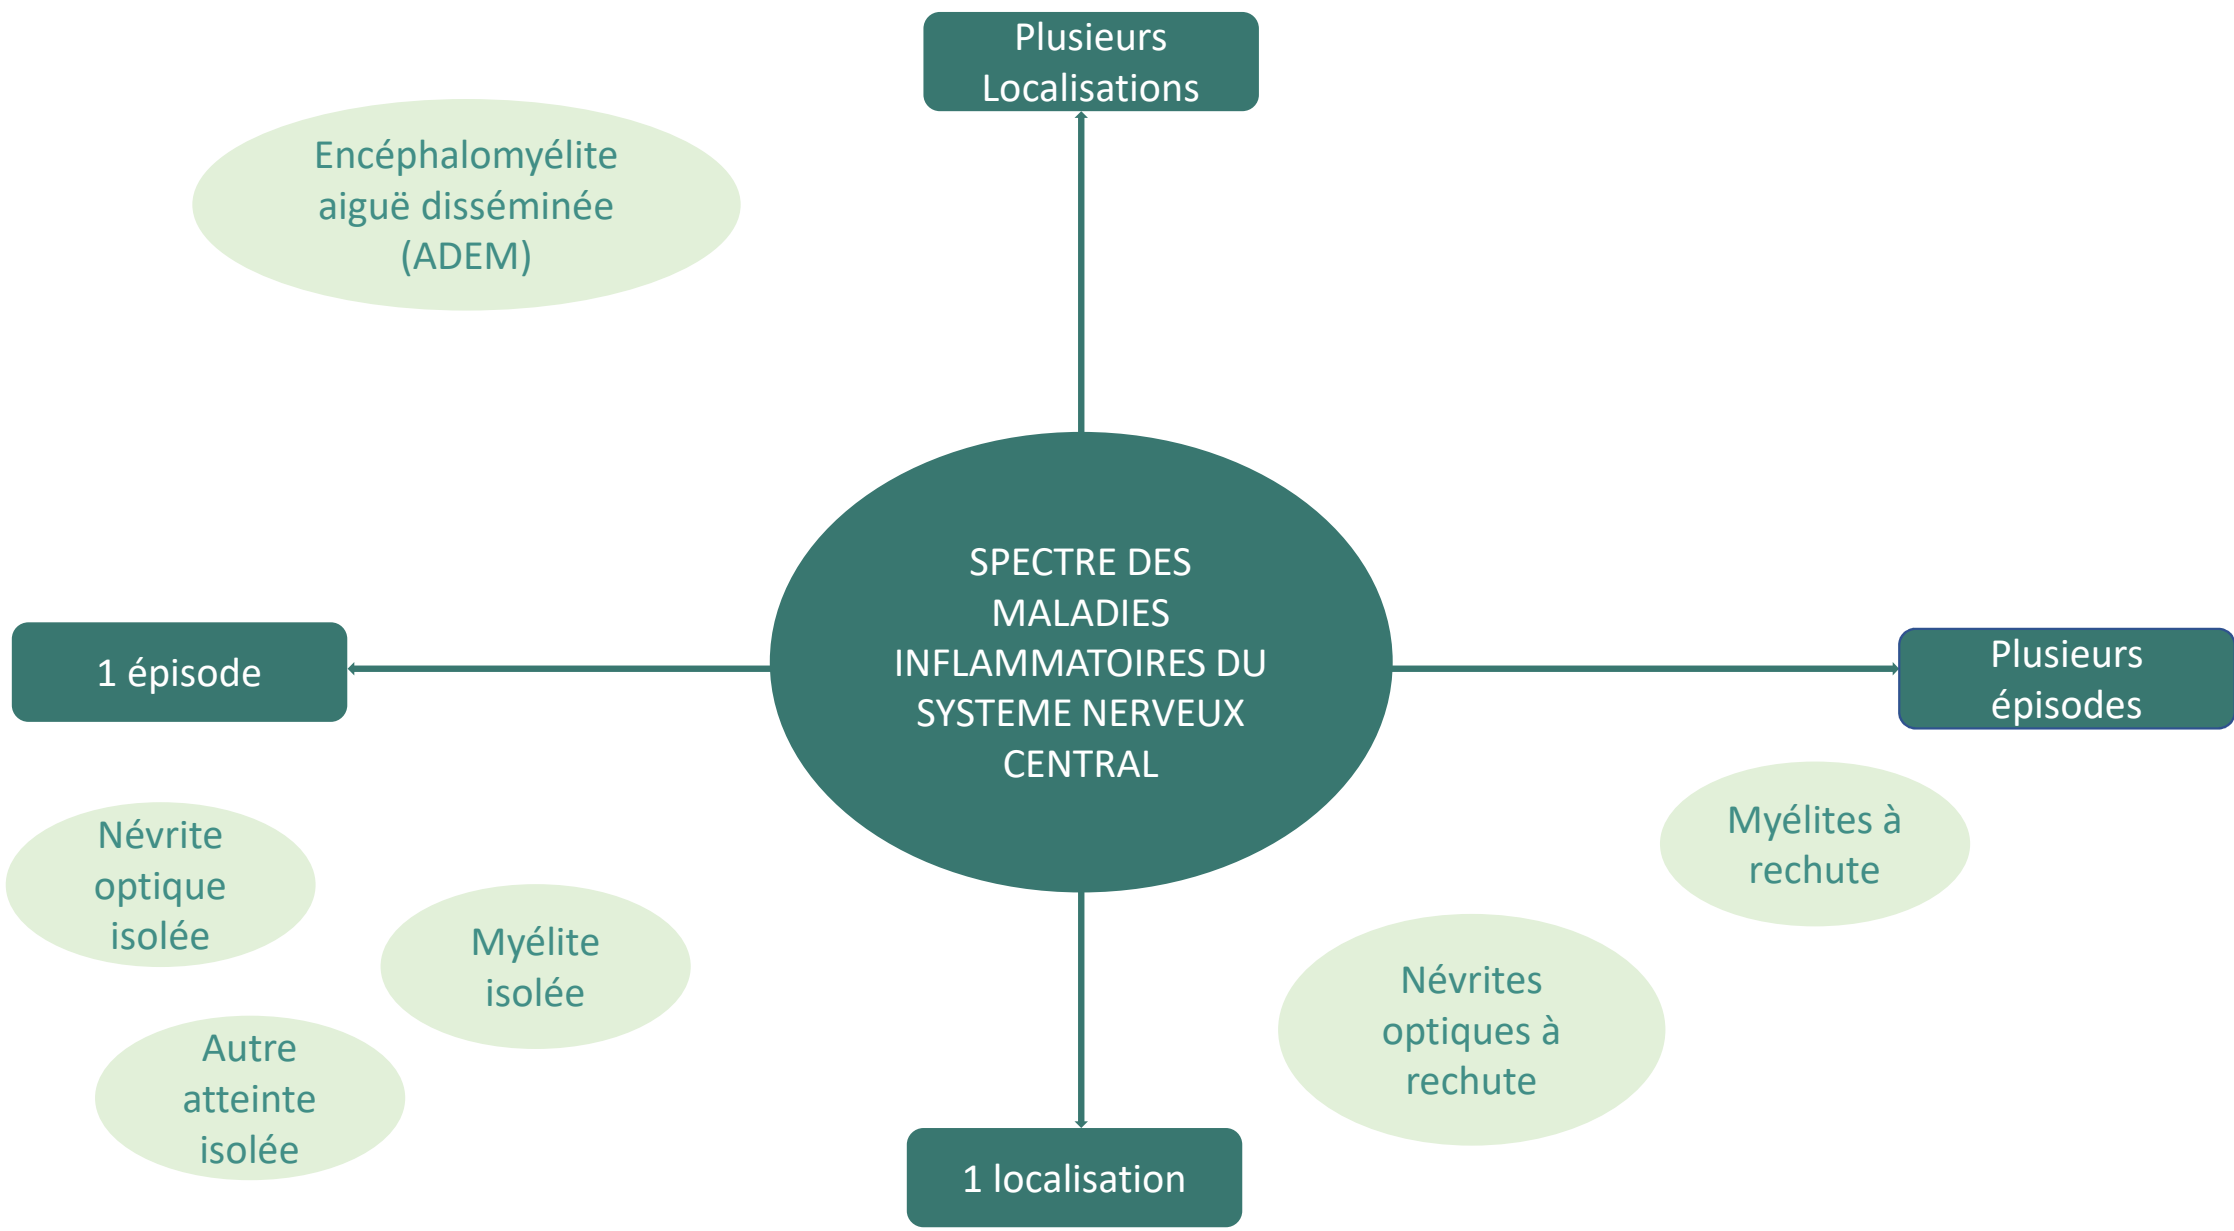 Plusieurs
Localisations
Encéphalomyélite
aiguë disséminée
(ADEM)
SPECTRE DES
MALADIES
INFLAMMATOIRES DU
SYSTEME NERVEUX
CENTRAL
1 épisode
Plusieurs
épisodes
Névrite
optique
isolée
Myélite
isolée
Autre
atteinte
isolée
Myélites à
rechute
Névrites
optiques à
rechute
1 localisation